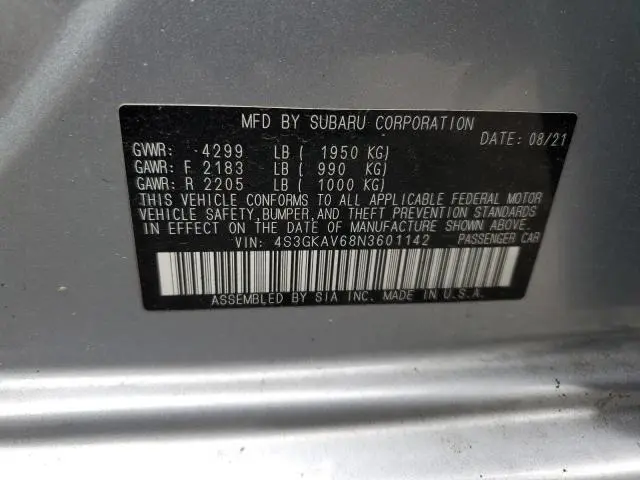 MFD BY SUBARU CORPORATION
DATE: 08/21
GVWR: 4299 LB ( 1950 KG)
GAWR: F 2183 LB ( 990 KG)
GAWR: R 2205 LB ( 1000 KG)
THIS VEHICLE CONFORMS TO ALL APPLICABLE FEDERAL MOTOR
VEHICLE SAFETY, BUMPER, AND THEFT PREVENTION STANDARDS
IN EFFECT ON THE DATE OF MANUFACTURE SHOWN ABOVE.
VIN: 4S3GKAV68N3601142 PASSENGER CAR
ASSEMBLED BY SIA INC. MADE IN U.S.A.